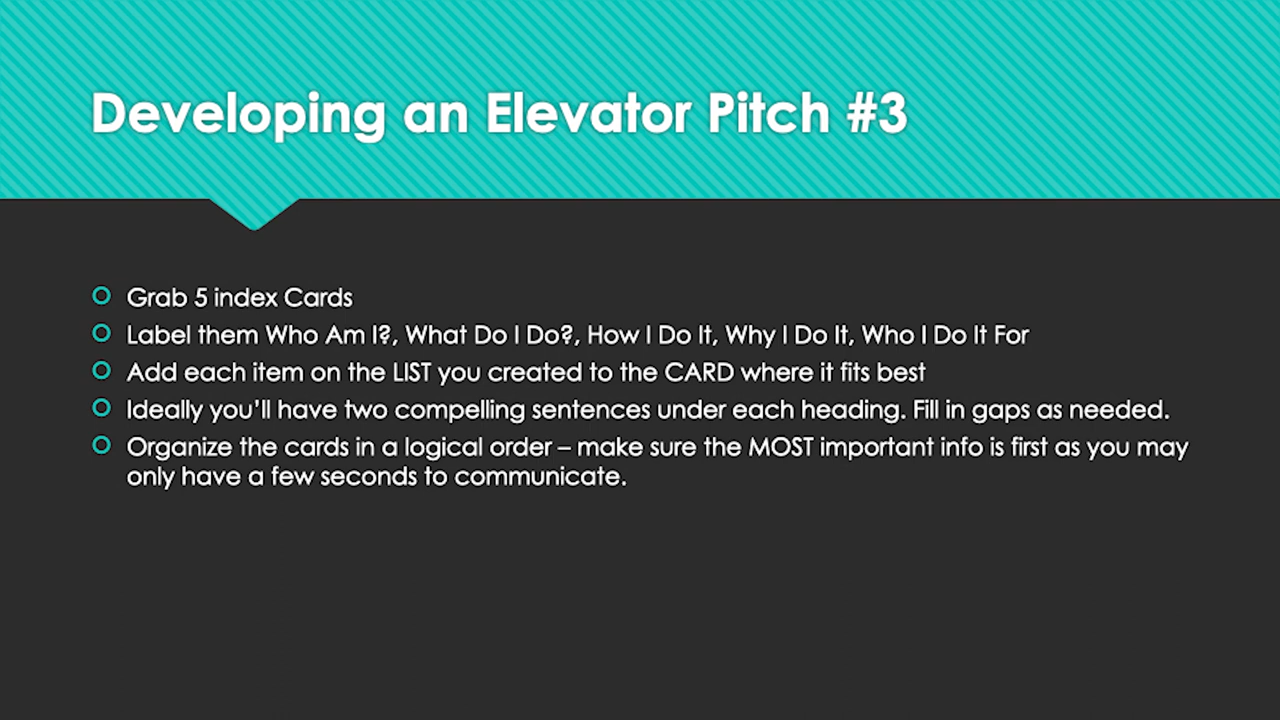 Developing an Elevator Pitch #3
Grab 5 index Cards
Label them Who Am I?, What Do I Do?, How I Do It, Why I Do It, Who I Do It For
Add each item on the LIST you created to the CARD where it fits best
Ideally you’ll have two compelling sentences under each heading. Fill in gaps as needed.
Organize the cards in a logical order – make sure the MOST important info is first as you may
only have a few seconds to communicate.